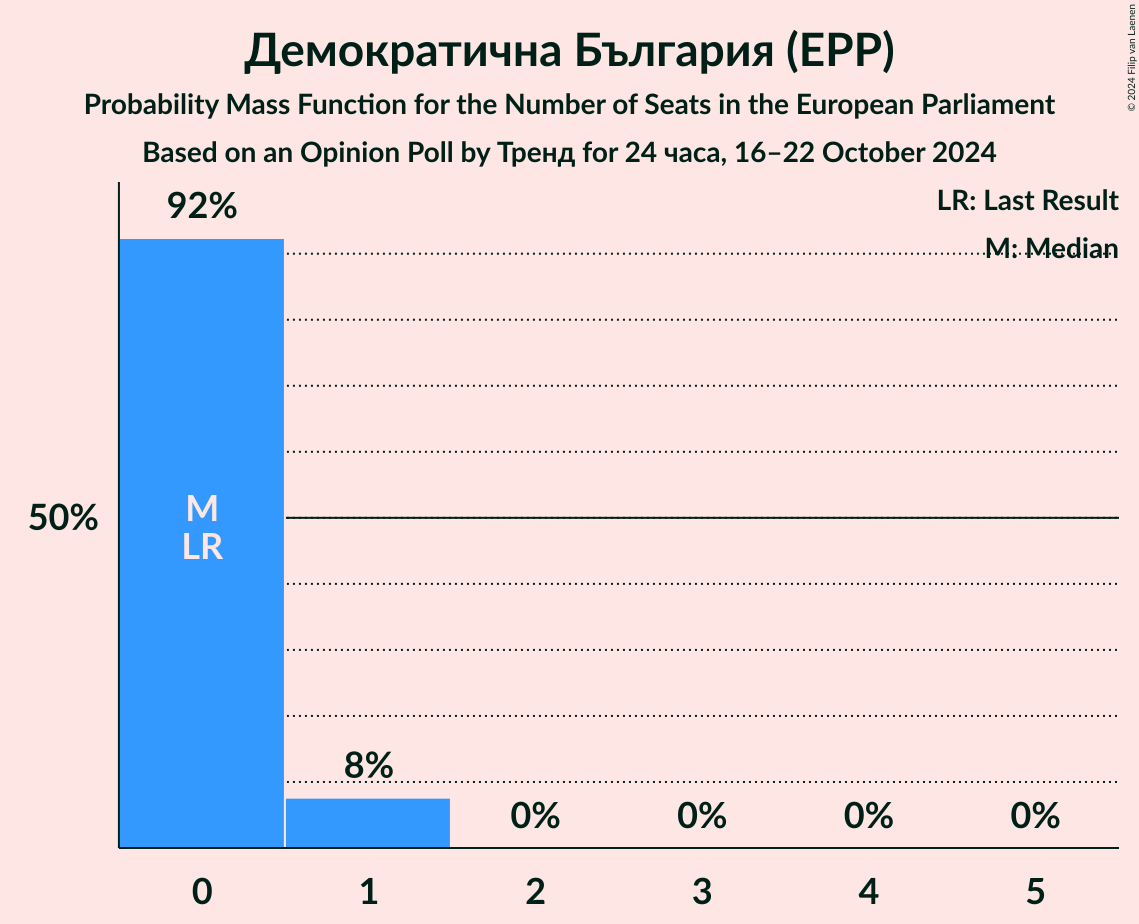 Демократична България (EPP)
Probability Mass Function for the Number of Seats in the European Parliament
Based on an Opinion Poll by Тренд for 24 часа, 16–22 October 2024
© 2024 Filip van Laenen
LR: Last Result
M: Median
92%
50%
M
LR
8%
0%
0%
0%
0%
0
1
2
3
4
5